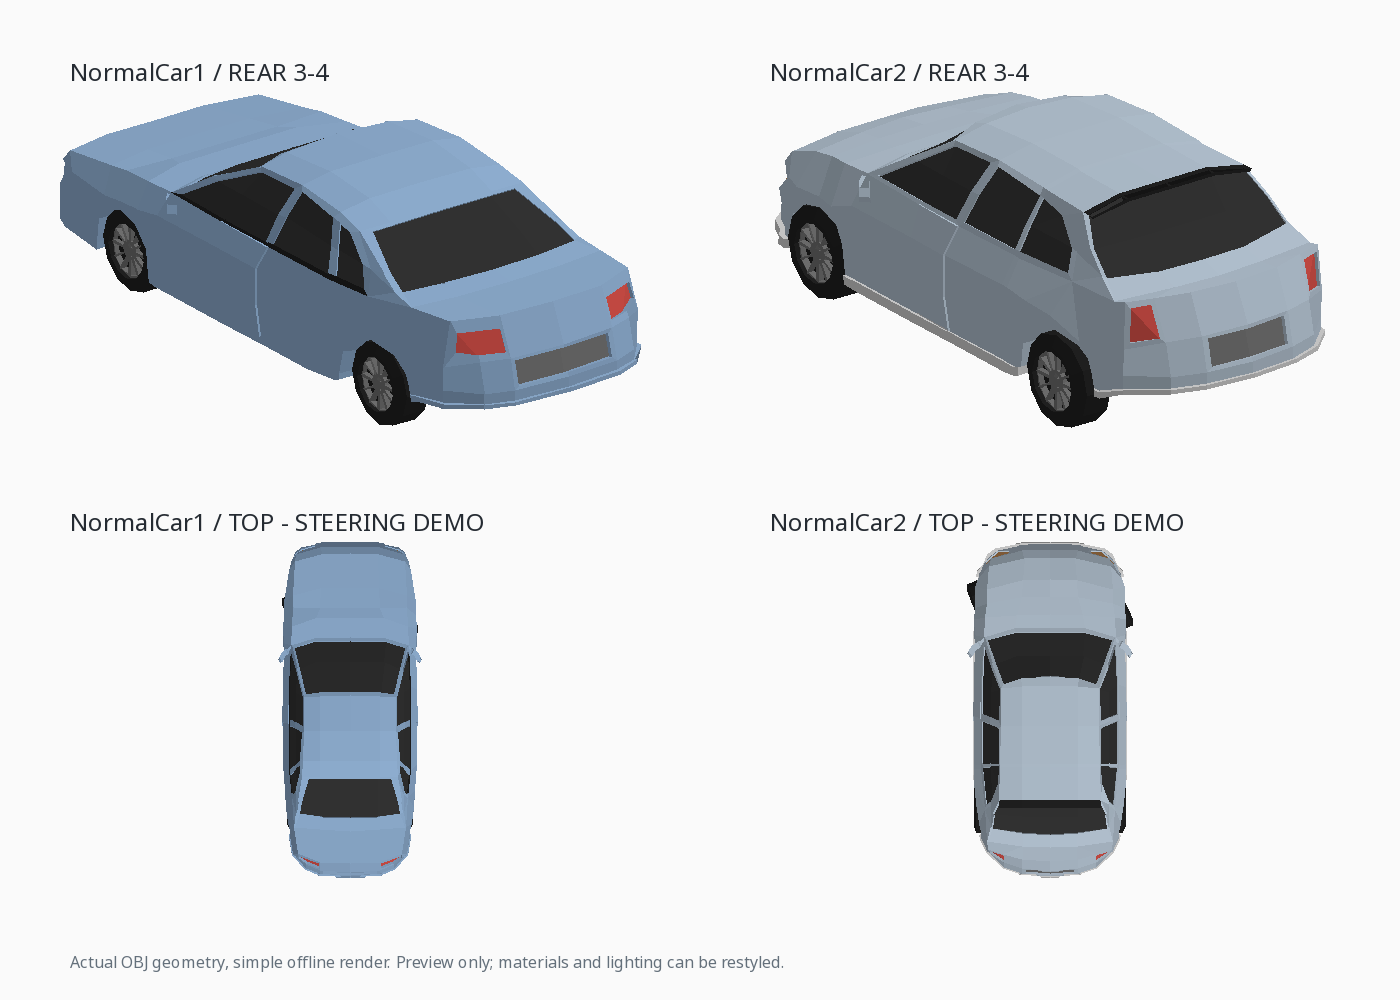 NormalCar1 / REAR 3-4
NormalCar2 / REAR 3-4
NormalCar1 / TOP - STEERING DEMO
NormalCar2 / TOP - STEERING DEMO
Actual OBJ geometry, simple offline render. Preview only; materials and lighting can be restyled.